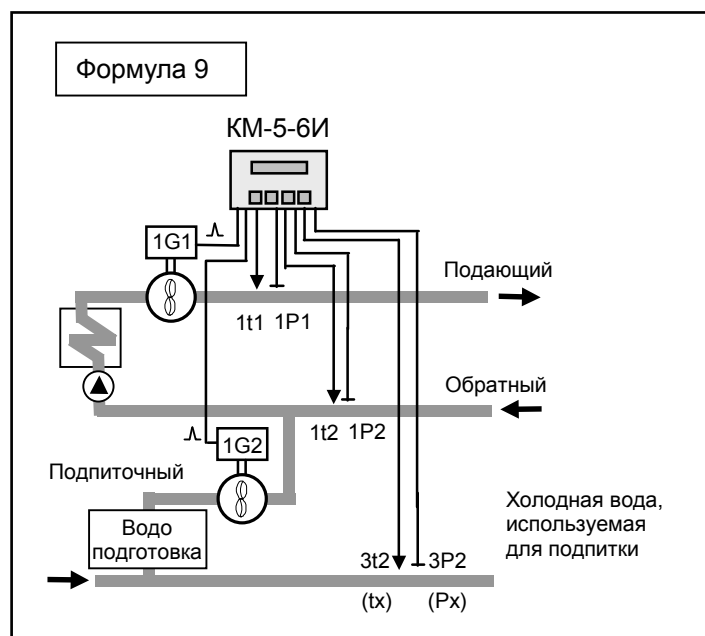 Формула 9
КМ-5-6И
1G1
Подающий
1t1 1P1
Обратный
1t2 1P2
1G2
Подпиточный
Водо
подготовка
Холодная вода,
используемая
для подпитки
3t2 3P2
(tx) (Px)